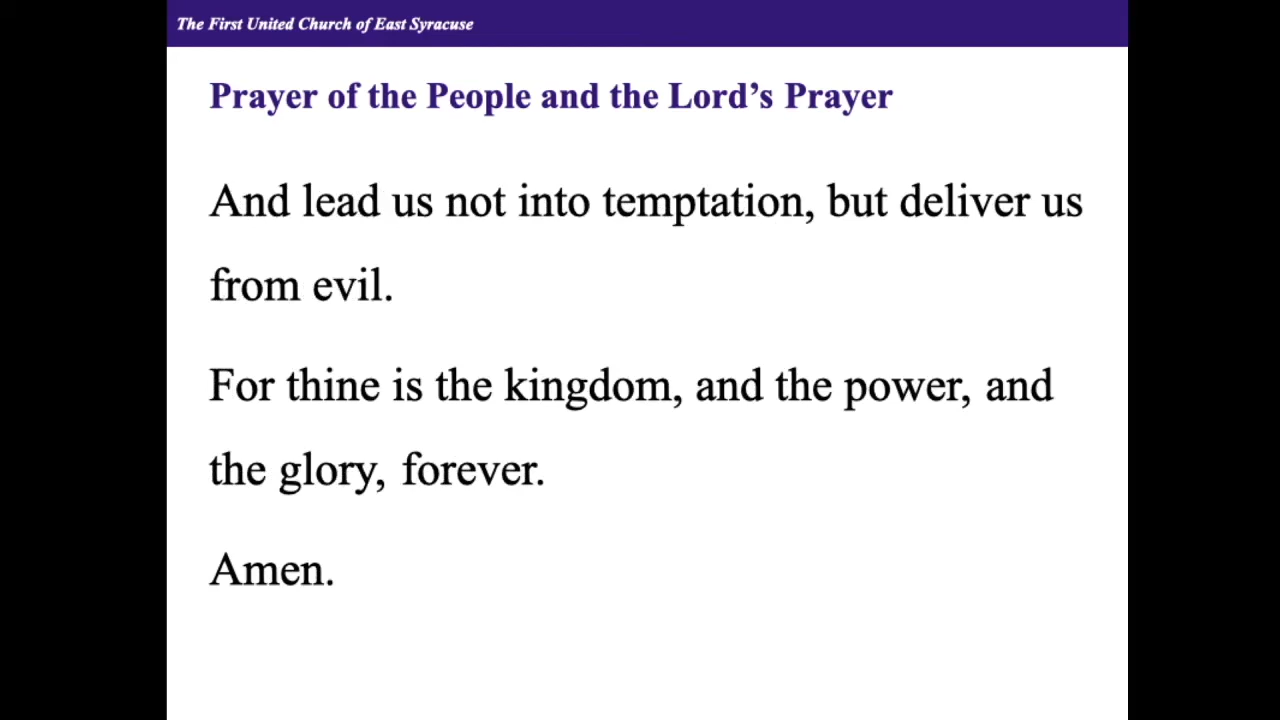 The First United Church of East Syracuse
Prayer of the People and the Lord’s Prayer
And lead us not into temptation, but deliver us
from evil.
For thine is the kingdom, and the power, and
the glory, forever.
Amen.